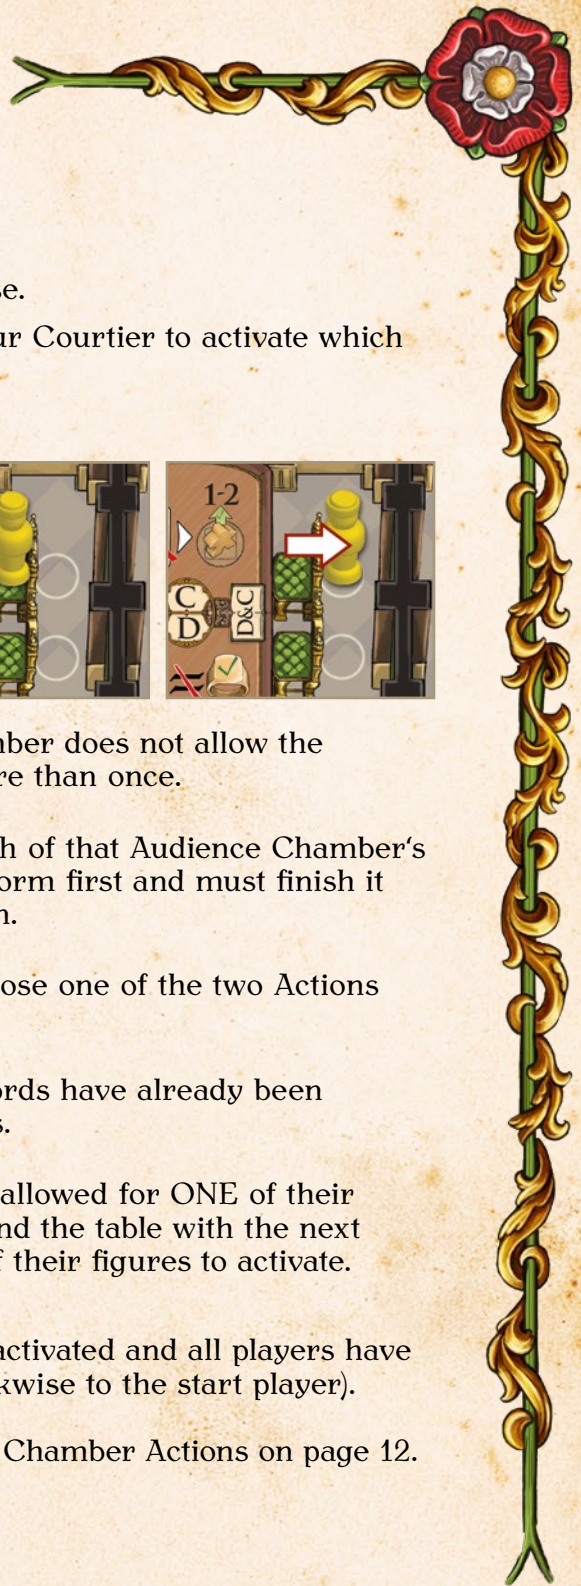 se.
ur Courtier to activate which
1-2
C
D
D&C
mber does not allow the
re than once.
h of that Audience Chamber's
orm first and must finish it
n.
ose one of the two Actions
ords have already been
s.
allowed for ONE of their
nd the table with the next
f their figures to activate.
activated and all players have
kwise to the start player).
Chamber Actions on page 12.